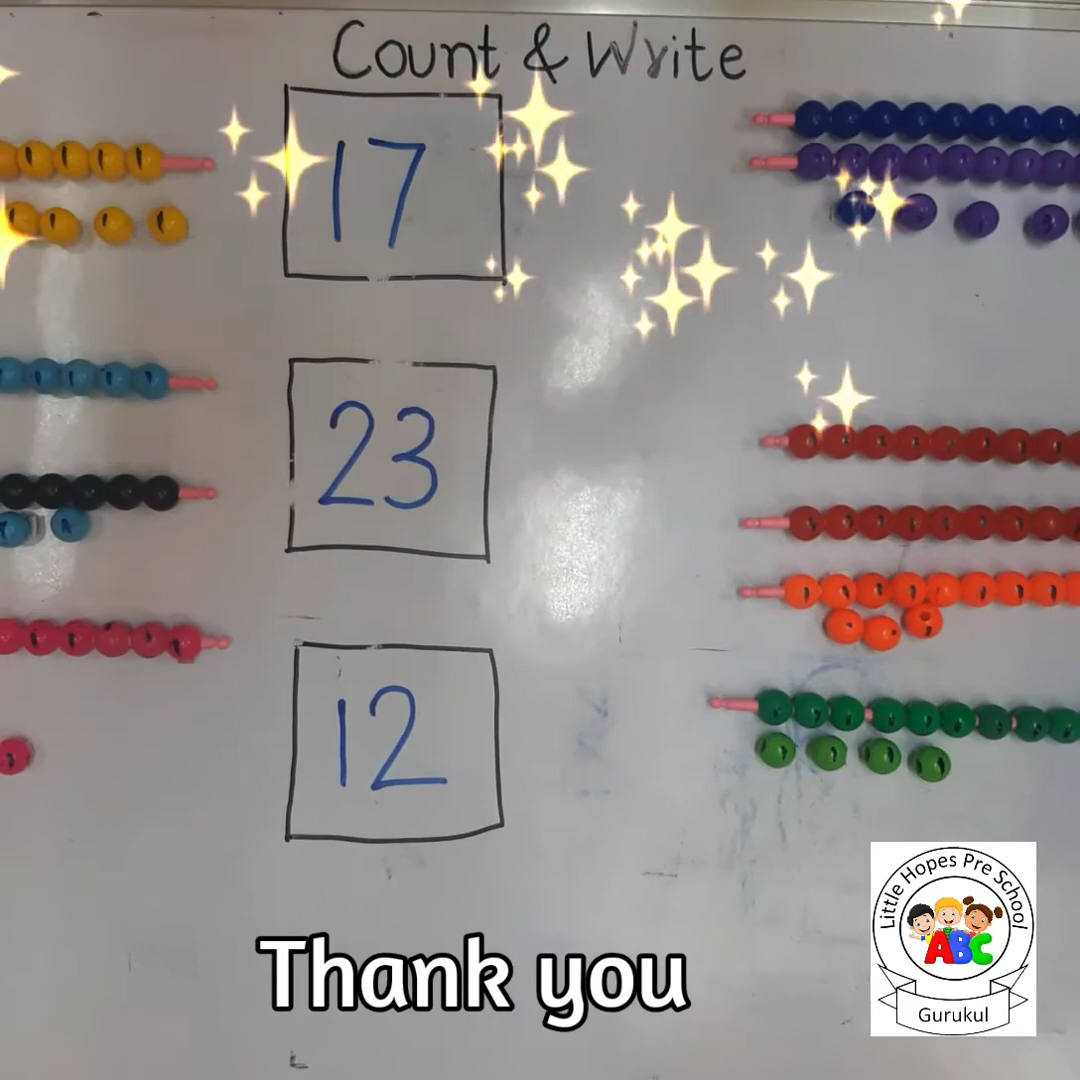 Count & Write
17
23
12
Thank you
Little Hopes Pre School
ABC
Gurukul